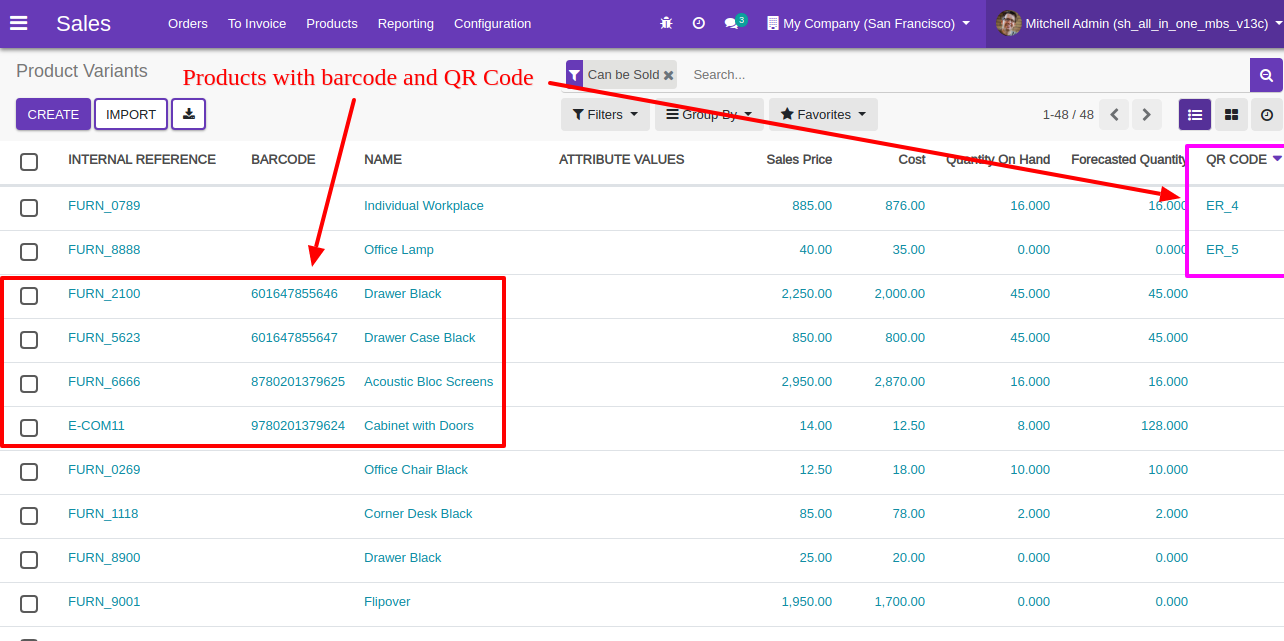 Sales Orders To Invoice Products Reporting Configuration 3 My Company (San Francisco) Mitchell Admin (sh_all_in_one_mbs_v13c)
Product Variants Can be Sold Search...
Products with barcode and QR Code
CREATE IMPORT Filters Group By Favorites 1-48 / 48
INTERNAL REFERENCE BARCODE NAME ATTRIBUTE VALUES Sales Price Cost Quantity On Hand Forecasted Quantity QR CODE
FURN_0789 Individual Workplace 885.00 876.00 16.000 16.000 ER_4
FURN_8888 Office Lamp 40.00 35.00 0.000 0.000 ER_5
FURN_2100 601647855646 Drawer Black 2,250.00 2,000.00 45.000 45.000
FURN_5623 601647855647 Drawer Case Black 850.00 800.00 45.000 45.000
FURN_6666 8780201379625 Acoustic Bloc Screens 2,950.00 2,870.00 16.000 16.000
E-COM11 9780201379624 Cabinet with Doors 14.00 12.50 8.000 128.000
FURN_0269 Office Chair Black 12.50 18.00 10.000 10.000
FURN_1118 Corner Desk Black 85.00 78.00 2.000 2.000
FURN_8900 Drawer Black 25.00 20.00 0.000 0.000
FURN_9001 Flipover 1,950.00 1,700.00 0.000 0.000